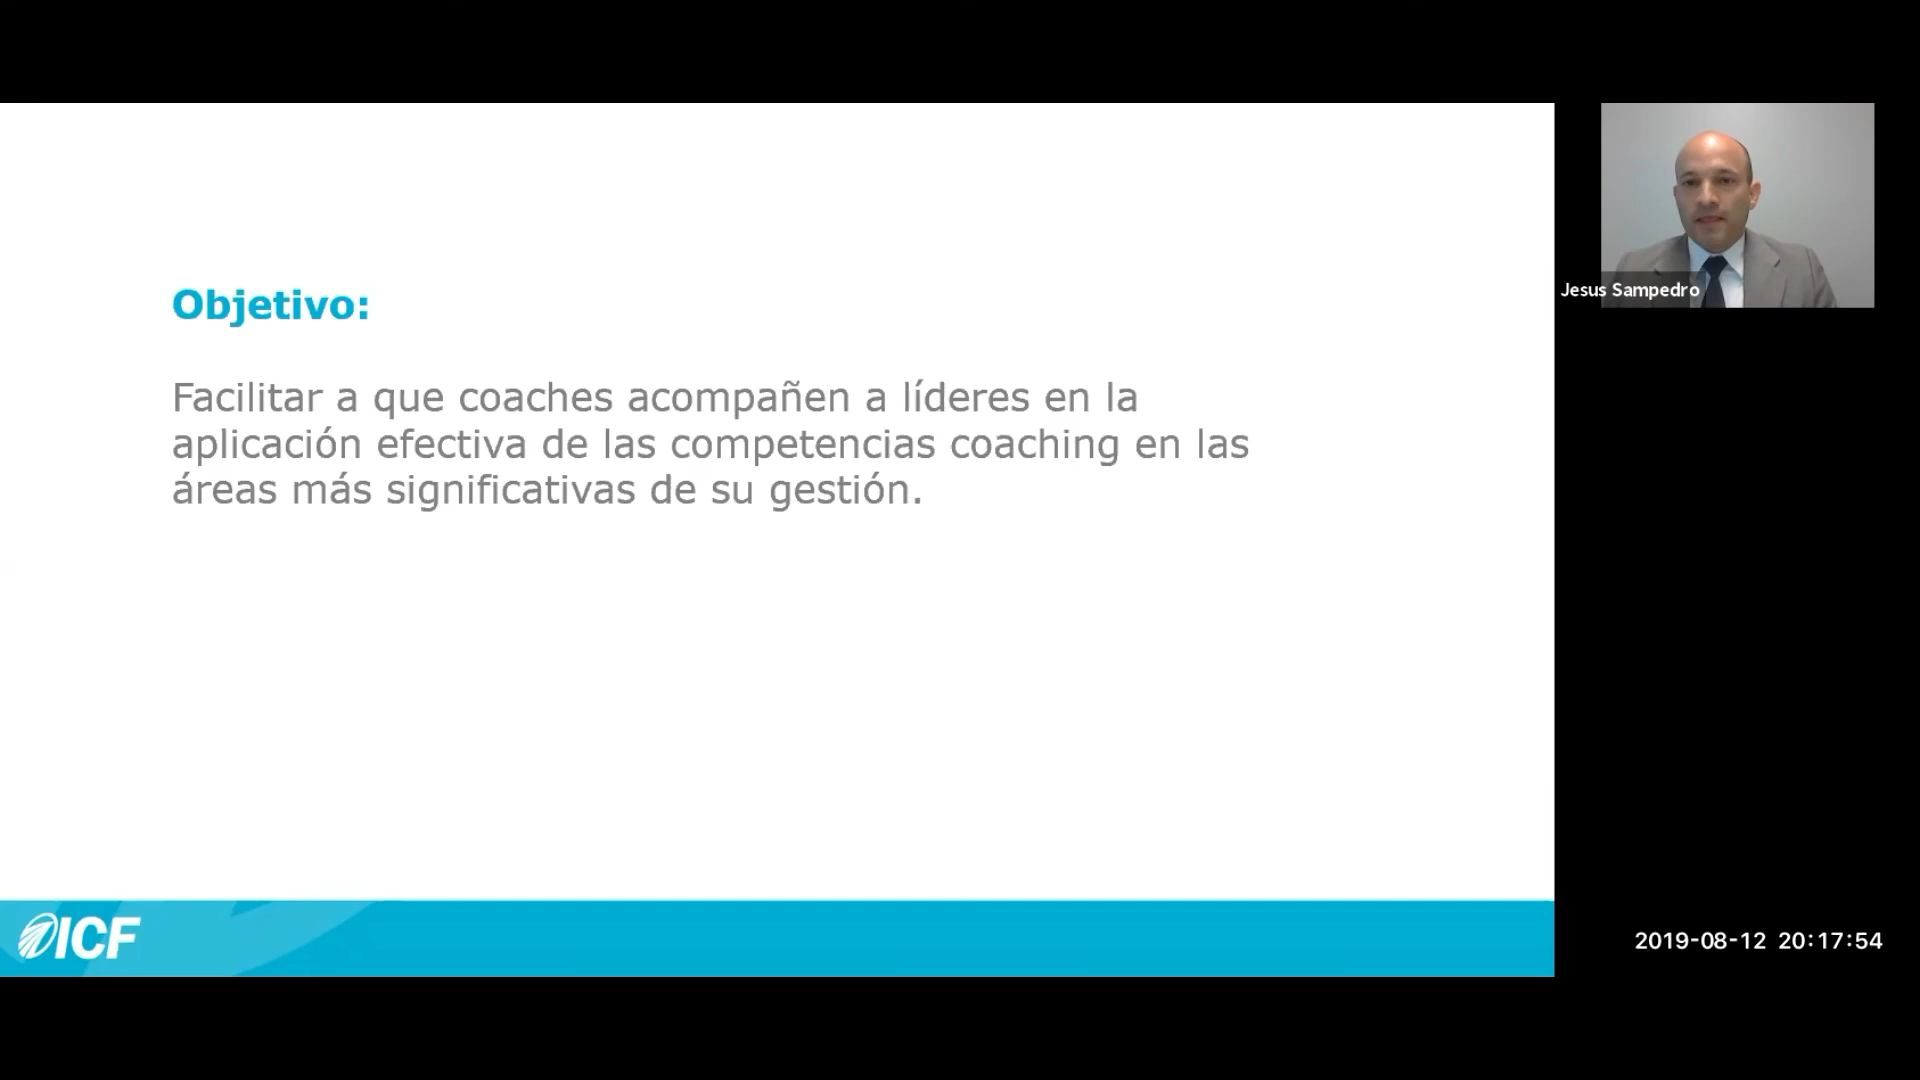 Objetivo:
Facilitar a que coaches acompañen a líderes en la
aplicación efectiva de las competencias coaching en las
áreas más significativas de su gestión.
Jesus Sampedro
ICF
2019-08-12 20:17:54